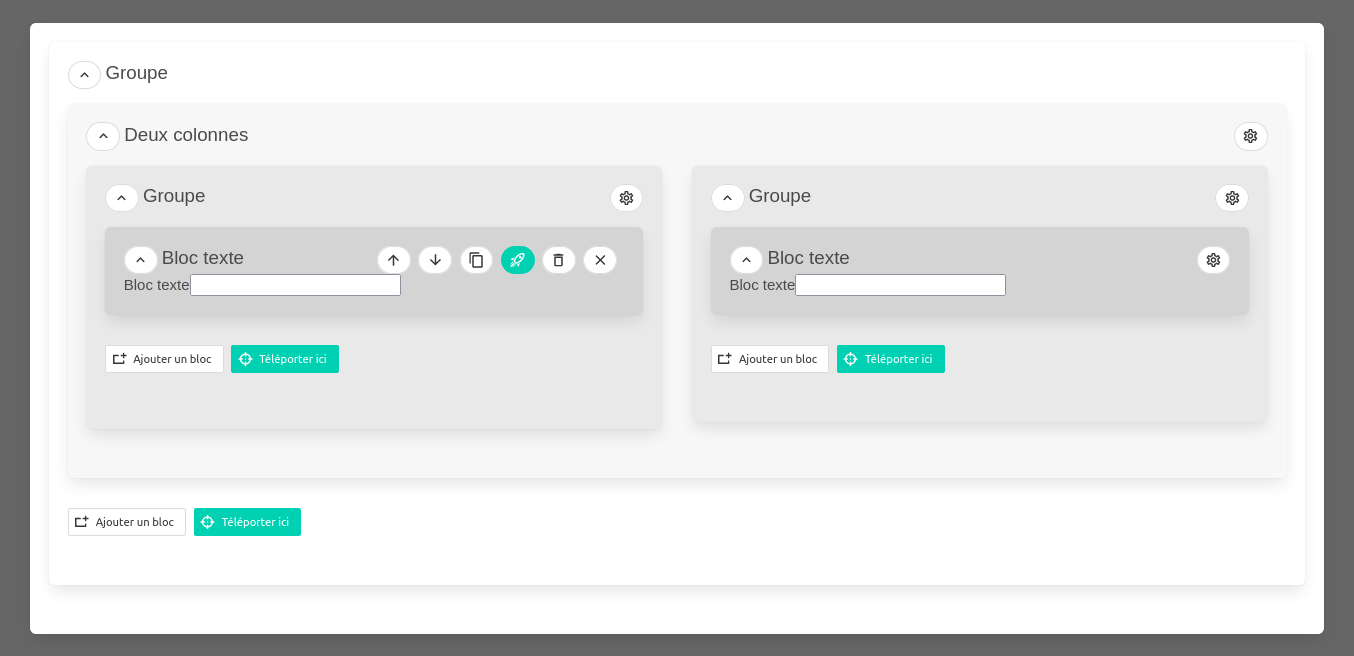 Groupe
Deux colonnes
Groupe
Bloc texte
Bloc texte
Ajouter un bloc
Téléporter ici
Groupe
Bloc texte
Bloc texte
Ajouter un bloc
Téléporter ici
Ajouter un bloc
Téléporter ici